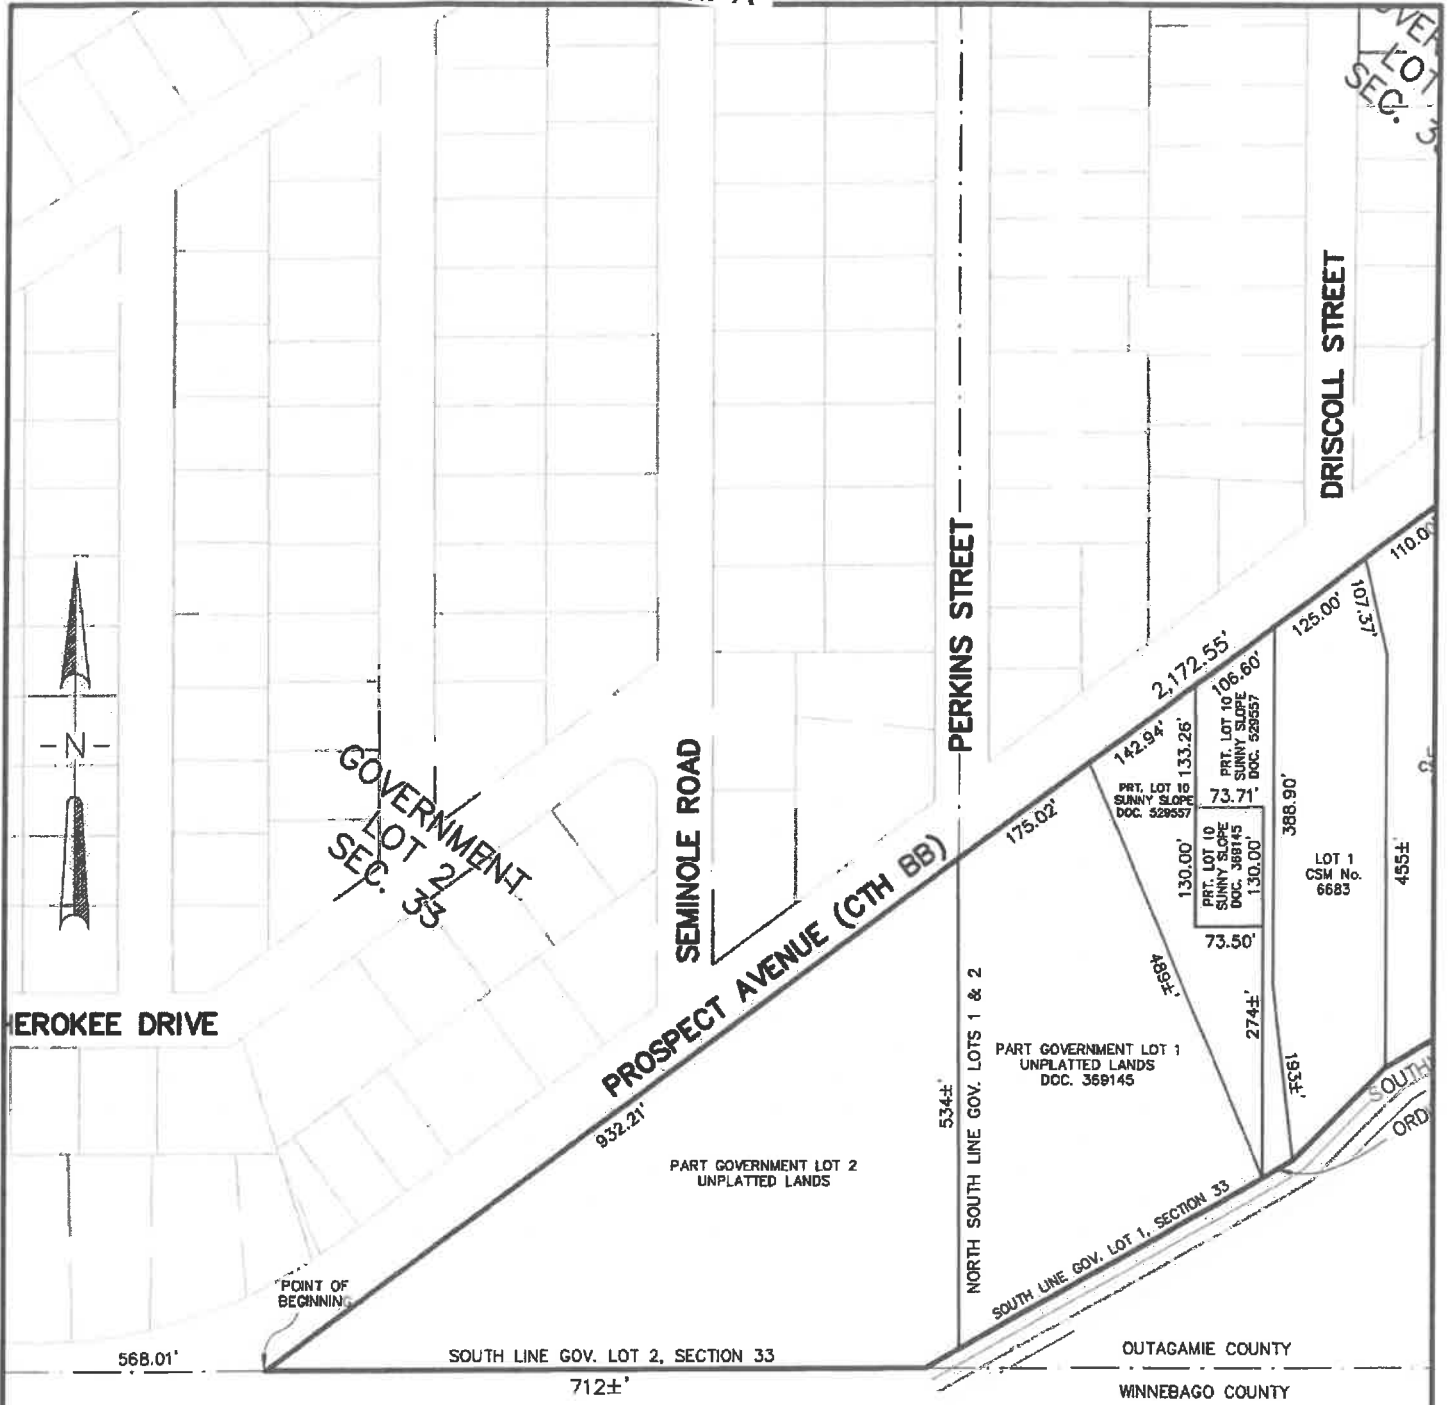 "A"
LOT
SEC. 3
DRISCOLL STREET
PERKINS STREET
SEMINOLE ROAD
N
GOVERNMENT
LOT 2
SEC. 33
HEROKEE DRIVE
PROSPECT AVENUE (CTH BB)
2,172.55'
110.00
125.00'
107.37'
106.60'
142.94'
175.02'
932.21'
133.26'
PRT. LOT 10
SUNNY SLOPE
DOC. 529557
PRT. LOT 10
SUNNY SLOPE
DOC. 529557
73.71'
130.00'
PRT. LOT 10
SUNNY SLOPE
DOC. 369145
130.00'
73.50'
388.90'
LOT 1
CSM No.
6683
455±'
489±'
274±'
193±'
534±'
NORTH SOUTH LINE GOV. LOTS 1 & 2
PART GOVERNMENT LOT 1
UNPLATTED LANDS
DOC. 369145
PART GOVERNMENT LOT 2
UNPLATTED LANDS
SOUTH
ORD
SOUTH LINE GOV. LOT 1, SECTION 33
POINT OF
BEGINNING
568.01'
SOUTH LINE GOV. LOT 2, SECTION 33
712±'
OUTAGAMIE COUNTY
WINNEBAGO COUNTY